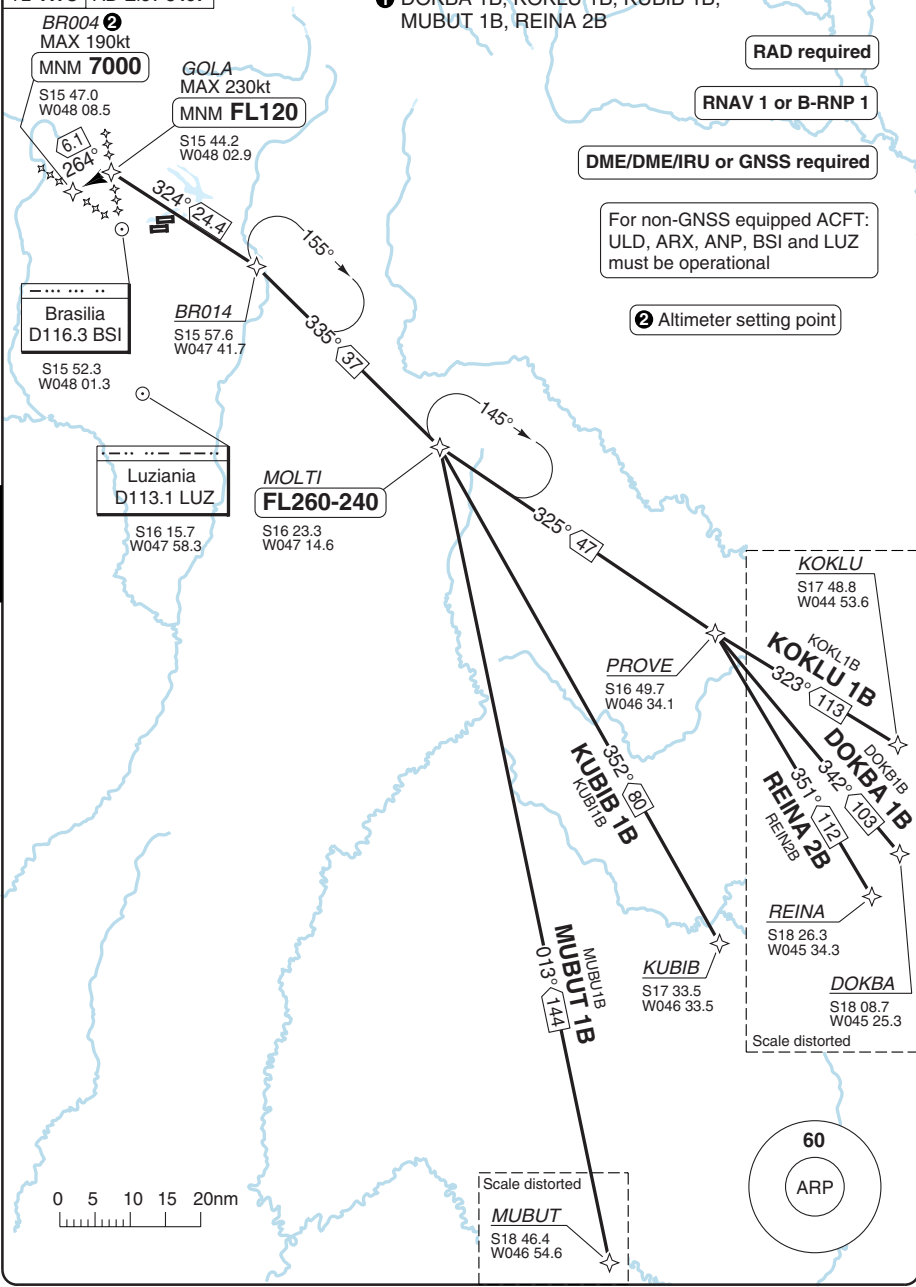 ❶ DOKBA 1B, KOKLU 1B, KUBIB 1B,
MUBUT 1B, REINA 2B
BR004 ❷
MAX 190kt
MNM 7000
S15 47.0
W048 08.5
GOLA
MAX 230kt
MNM FL120
S15 44.2
W048 02.9
RAD required
RNAV 1 or B-RNP 1
DME/DME/IRU or GNSS required
For non-GNSS equipped ACFT:
ULD, ARX, ANP, BSI and LUZ
must be operational
❷ Altimeter setting point
6.1
264°
324° 24.4
155°
Brasilia
D116.3 BSI
S15 52.3
W048 01.3
BR014
S15 57.6
W047 41.7
335° 37
145°
Luziania
D113.1 LUZ
S16 15.7
W047 58.3
MOLTI
FL260-240
S16 23.3
W047 14.6
325° 47
KOKLU
S17 48.8
W044 53.6
PROVE
S16 49.7
W046 34.1
KOKL1B
KOKLU 1B
323° 113
DOKB1B
DOKBA 1B
342° 103
351° 112
REINA 2B
REIN2B
352° 80
KUBIB 1B
KUBI1B
REINA
S18 26.3
W045 34.3
KUBIB
S17 33.5
W046 33.5
DOKBA
S18 08.7
W045 25.3
Scale distorted
MUBU1B
MUBUT 1B
013° 144
60
ARP
0 5 10 15 20nm
Scale distorted
MUBUT
S18 46.4
W046 54.6